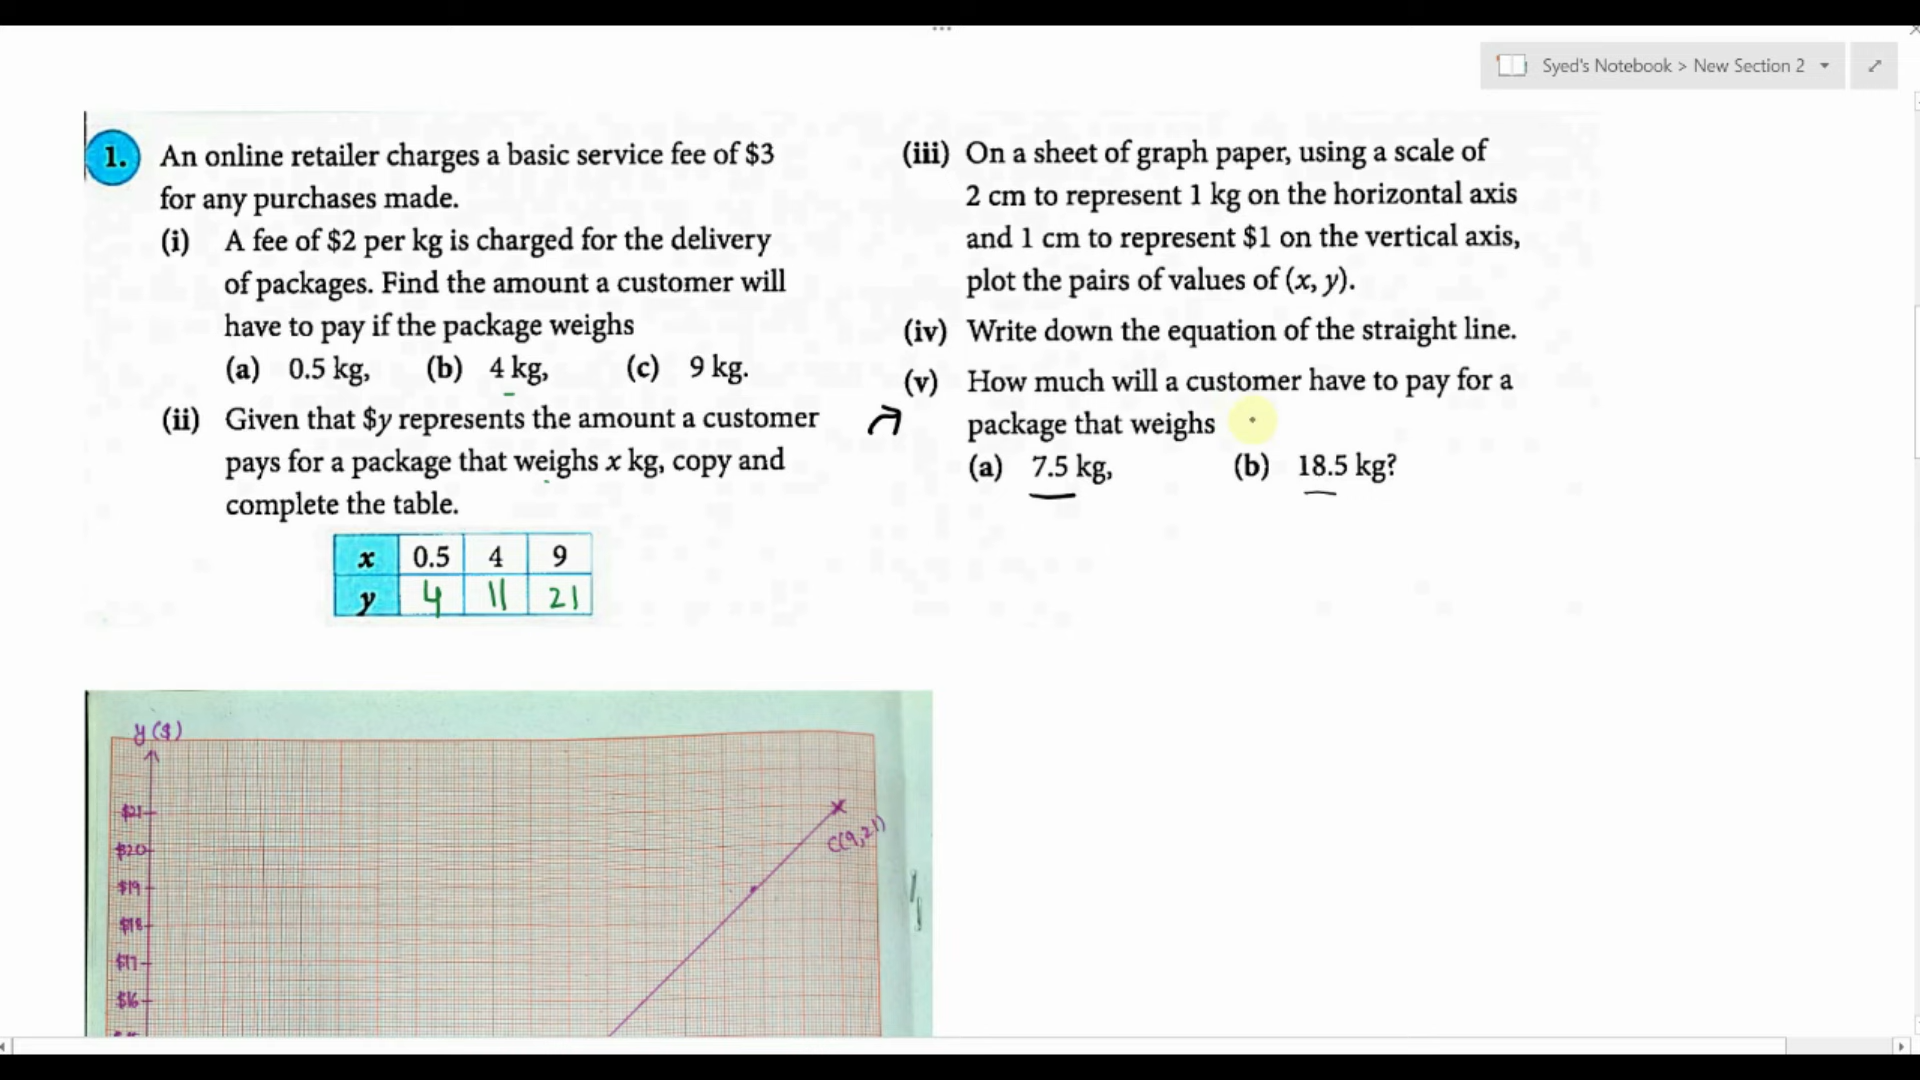 Syed's Notebook > New Section 2
1. An online retailer charges a basic service fee of $3
for any purchases made.
(i) A fee of $2 per kg is charged for the delivery
of packages. Find the amount a customer will
have to pay if the package weighs
(a) 0.5 kg, (b) 4 kg, (c) 9 kg.
(ii) Given that $y represents the amount a customer
pays for a package that weighs x kg, copy and
complete the table.
x 0.5 4 9
y 4 11 21
(iii) On a sheet of graph paper, using a scale of
2 cm to represent 1 kg on the horizontal axis
and 1 cm to represent $1 on the vertical axis,
plot the pairs of values of (x, y).
(iv) Write down the equation of the straight line.
(v) How much will a customer have to pay for a
package that weighs
(a) 7.5 kg, (b) 18.5 kg?
y ($)
$21
C(9,21)
$20
$19
$18
$17
$16